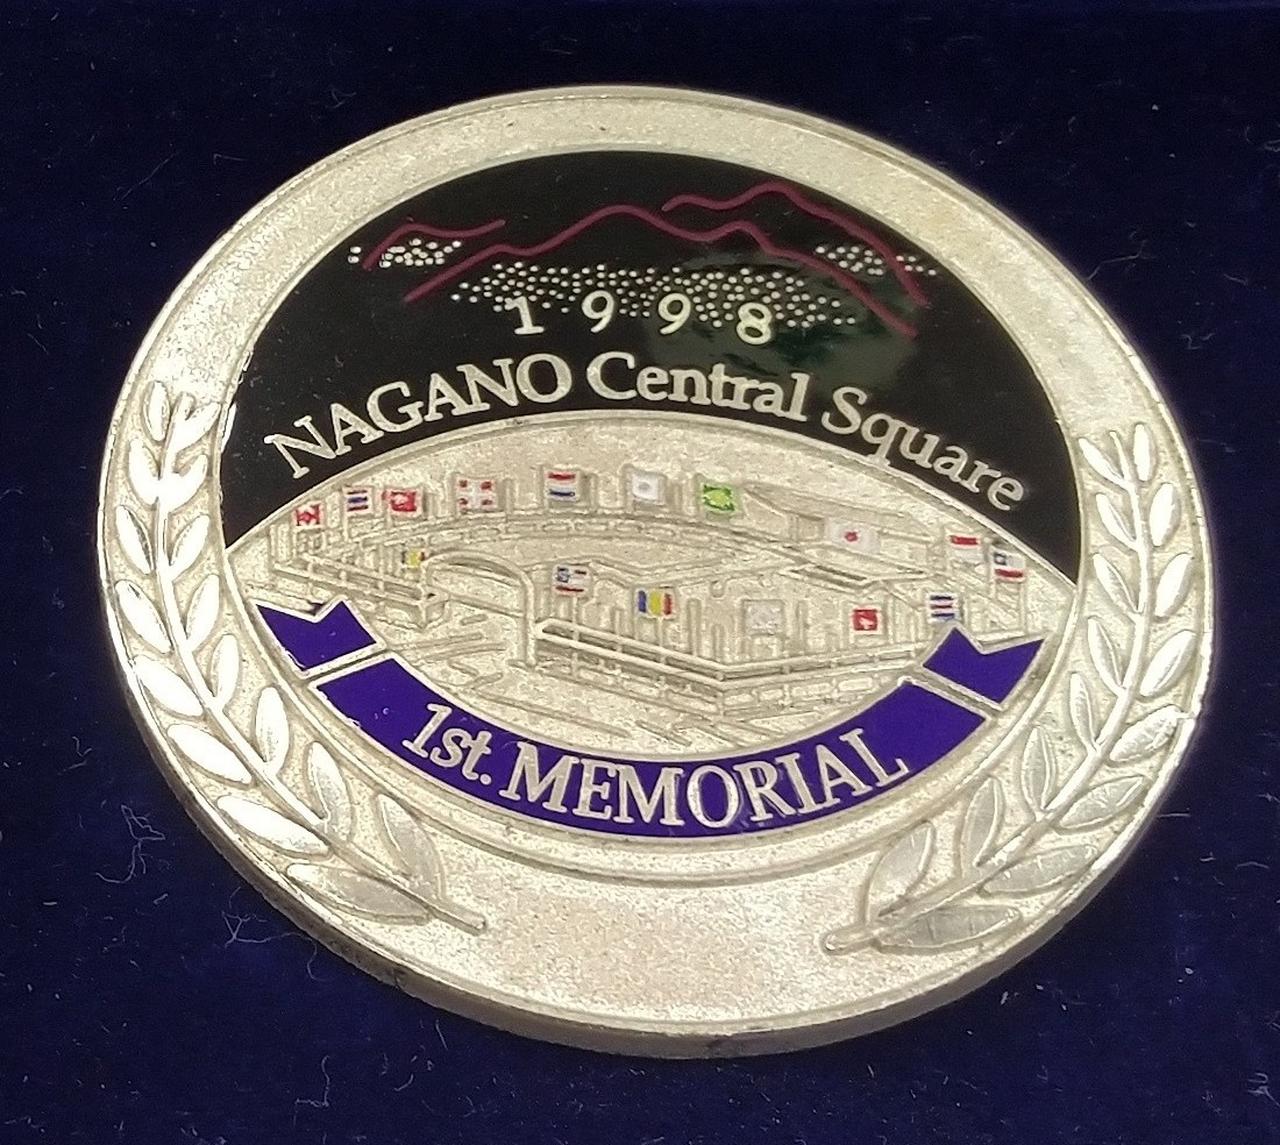 1998
NAGANO Central Square
1st. MEMORIAL